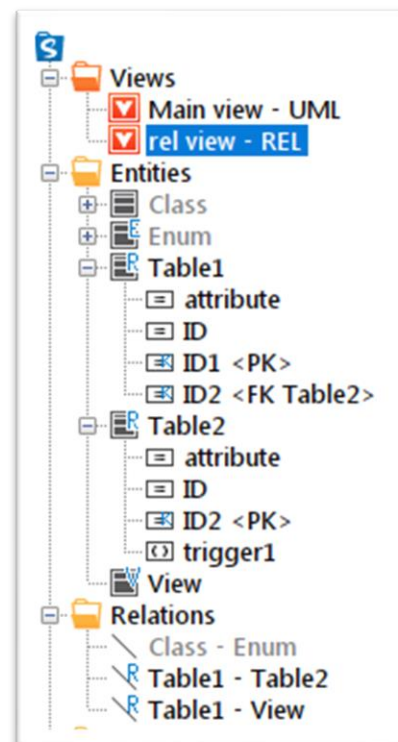 S
Views
Main view - UML
rel view - REL
Entities
Class
E Enum
R Table1
= attribute
= ID
=K ID1 <PK>
=K ID2 <FK Table2>
R Table2
= attribute
= ID
=K ID2 <PK>
() trigger1
V View
Relations
Class - Enum
R Table1 - Table2
R Table1 - View